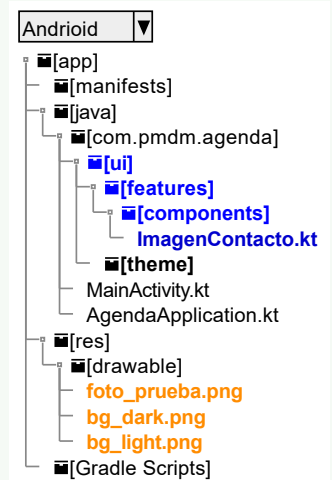 Andrioid
[app]
[manifests]
[java]
[com.pmdm.agenda]
[ui]
[features]
[components]
ImagenContacto.kt
[theme]
MainActivity.kt
AgendaApplication.kt
[res]
[drawable]
foto_prueba.png
bg_dark.png
bg_light.png
[Gradle Scripts]